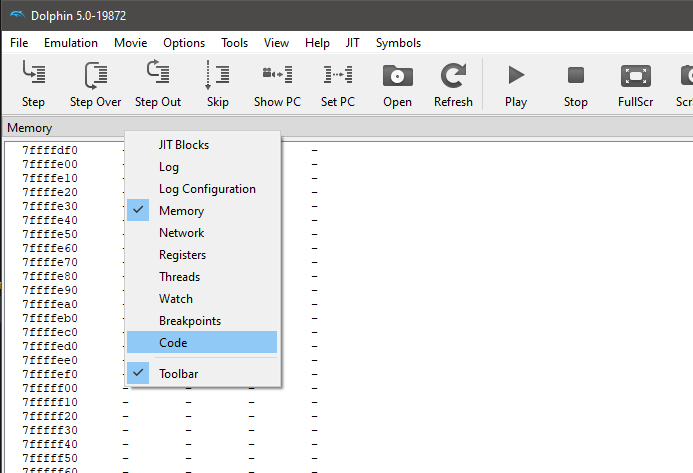 Dolphin 5.0-19872
File Emulation Movie Options Tools View Help JIT Symbols
Step Step Over Step Out Skip Show PC Set PC Open Refresh Play Stop FullScr Scr
Memory
7ffffdf0 - -
7ffffe00 -
7ffffe10 -
7ffffe20 -
7ffffe30 -
7ffffe40 -
7ffffe50 -
7ffffe60 -
7ffffe70 -
7ffffe80 -
7ffffe90 -
7ffffea0 -
7ffffeb0 -
7ffffec0 -
7ffffed0 -
7ffffee0 -
7ffffef0 -
7fffff00 - - - -
7fffff10 - - - -
7fffff20 - - - -
7fffff30 - - - -
7fffff40 - - - -
7fffff50 - - - -
7fffff60 - - - -
JIT Blocks
Log
Log Configuration
Memory
Network
Registers
Threads
Watch
Breakpoints
Code
Toolbar